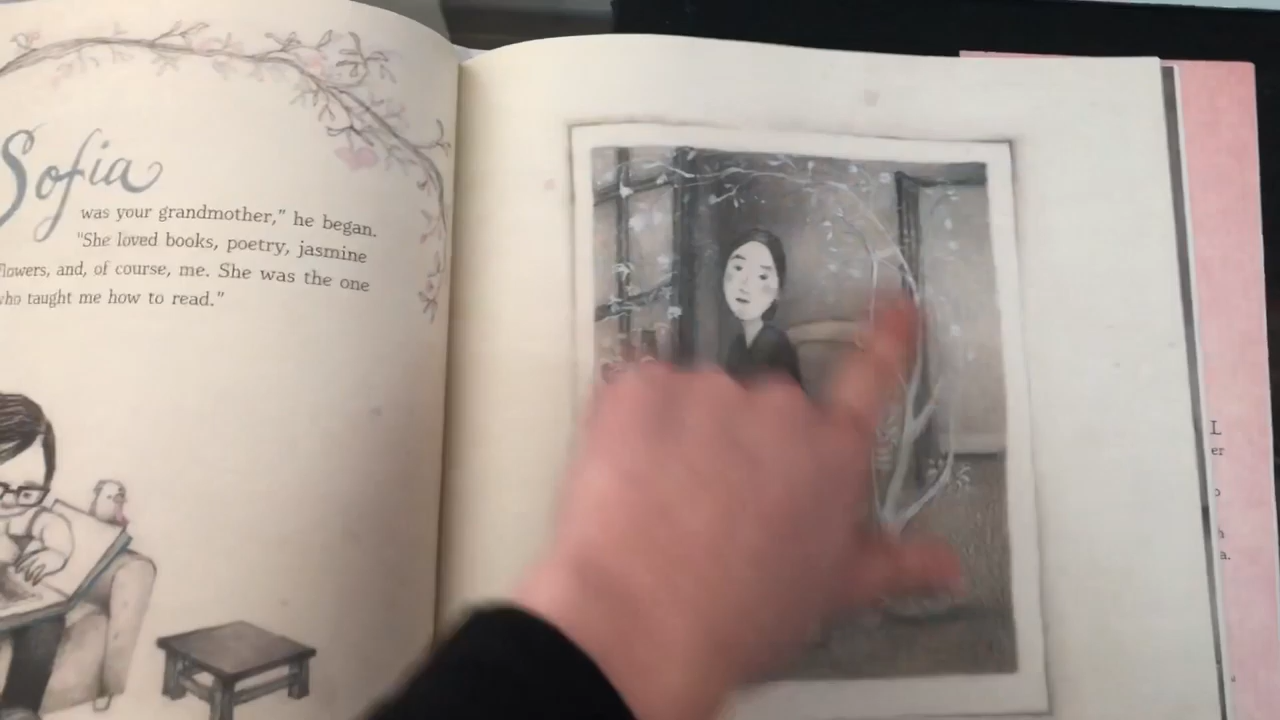 Sofia
was your grandmother,” he began.
"She loved books, poetry, jasmine
flowers, and, of course, me. She was the one
who taught me how to read.”
L
er
h
a.